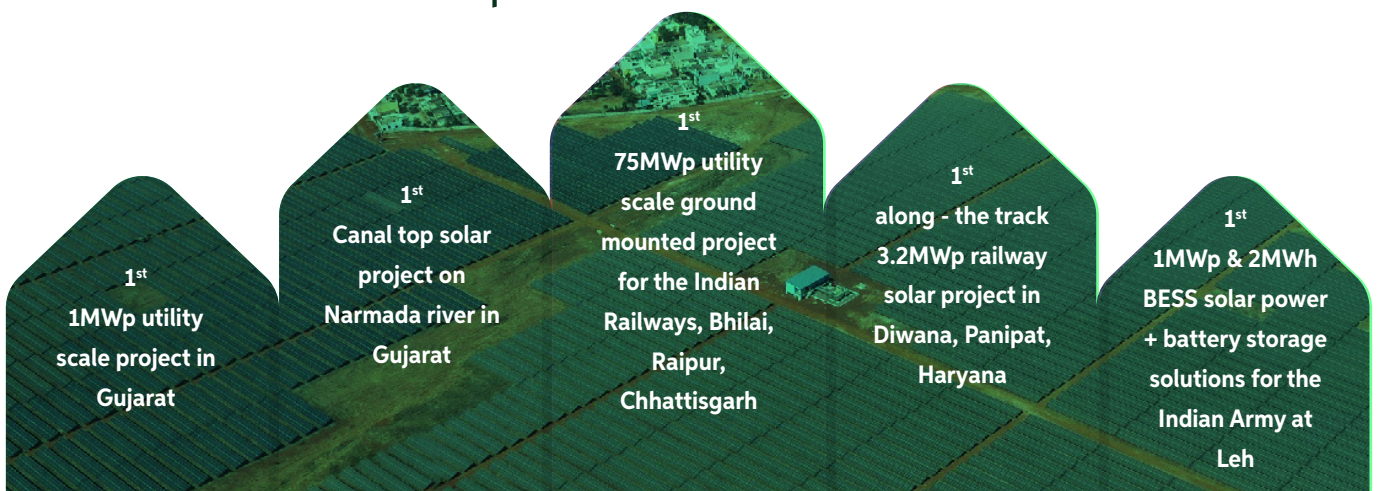 1st
1MWp utility
scale project in
Gujarat
1st
Canal top solar
project on
Narmada river in
Gujarat
1st
75MWp utility
scale ground
mounted project
for the Indian
Railways, Bhilai,
Raipur,
Chhattisgarh
1st
along - the track
3.2MWp railway
solar project in
Diwana, Panipat,
Haryana
1st
1MWp & 2MWh
BESS solar power
+ battery storage
solutions for the
Indian Army at
Leh